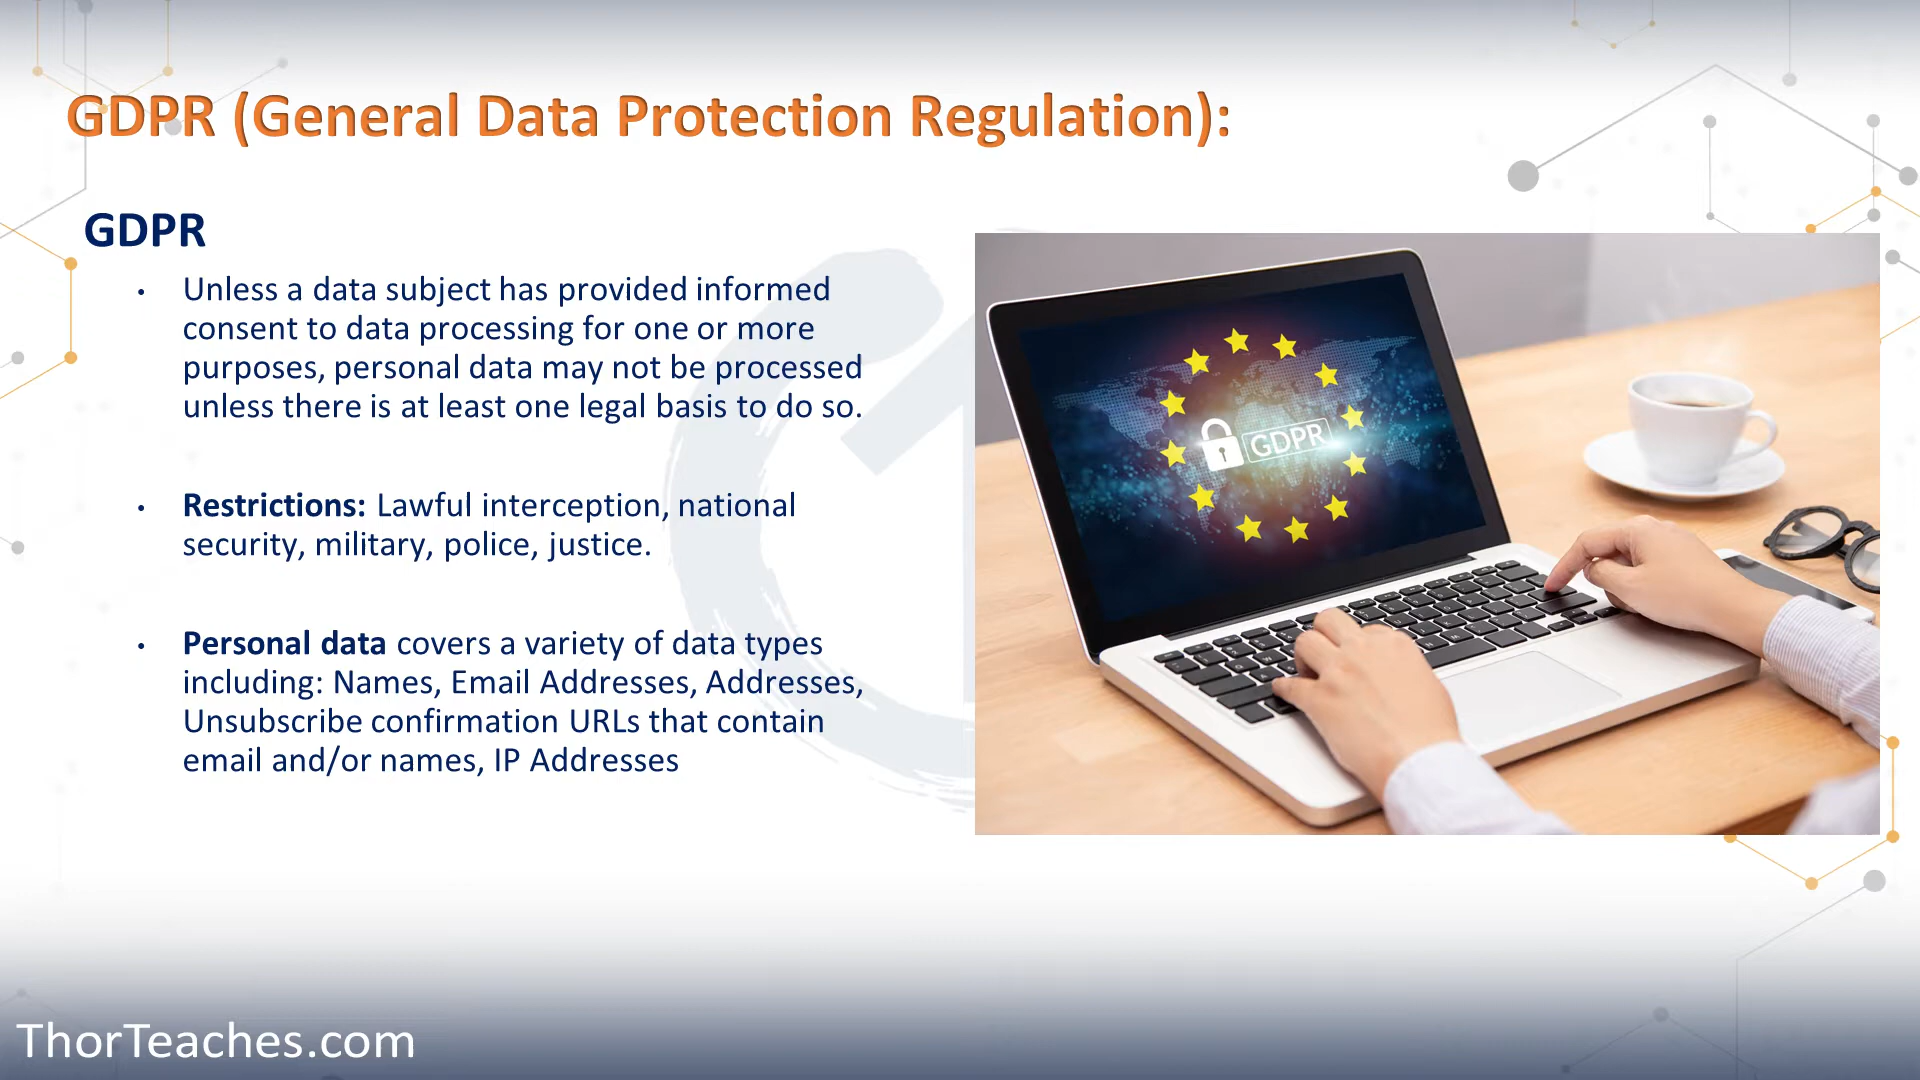 GDPR (General Data Protection Regulation):
GDPR
• Unless a data subject has provided informed
consent to data processing for one or more
purposes, personal data may not be processed
unless there is at least one legal basis to do so.
• Restrictions: Lawful interception, national
security, military, police, justice.
• Personal data covers a variety of data types
including: Names, Email Addresses, Addresses,
Unsubscribe confirmation URLs that contain
email and/or names, IP Addresses
GDPR
ThorTeaches.com